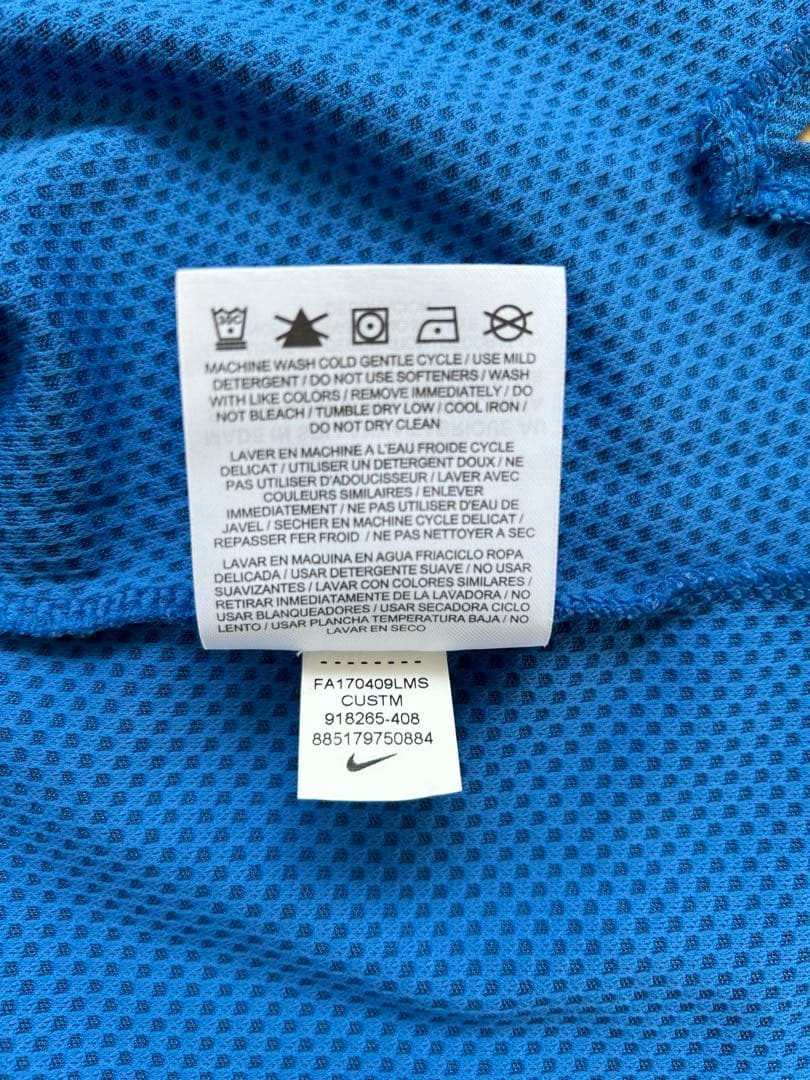 MACHINE WASH COLD GENTLE CYCLE / USE MILD
DETERGENT / DO NOT USE SOFTENERS / WASH
WITH LIKE COLORS / REMOVE IMMEDIATELY / DO
NOT BLEACH / TUMBLE DRY LOW / COOL IRON /
DO NOT DRY CLEAN
LAVER EN MACHINE A L'EAU FROIDE CYCLE
DELICAT / UTILISER UN DETERGENT DOUX / NE
PAS UTILISER D'ADOUCISSEUR / LAVER AVEC
COULEURS SIMILAIRES / ENLEVER
IMMEDIATEMENT / NE PAS UTILISER D'EAU DE
JAVEL / SECHER EN MACHINE CYCLE DELICAT /
REPASSER FER FROID / NE PAS NETTOYER A SEC
LAVAR EN MAQUINA EN AGUA FRIACICLO ROPA
DELICADA / USAR DETERGENTE SUAVE / NO USAR
SUAVIZANTES / LAVAR CON COLORES SIMILARES /
RETIRAR INMEDIATAMENTE DE LA LAVADORA / NO
USAR BLANQUEADORES / USAR SECADORA CICLO
LENTO / USAR PLANCHA TEMPERATURA BAJA / NO
LAVAR EN SECO
FA170409LMS
CUSTM
918265-408
885179750884